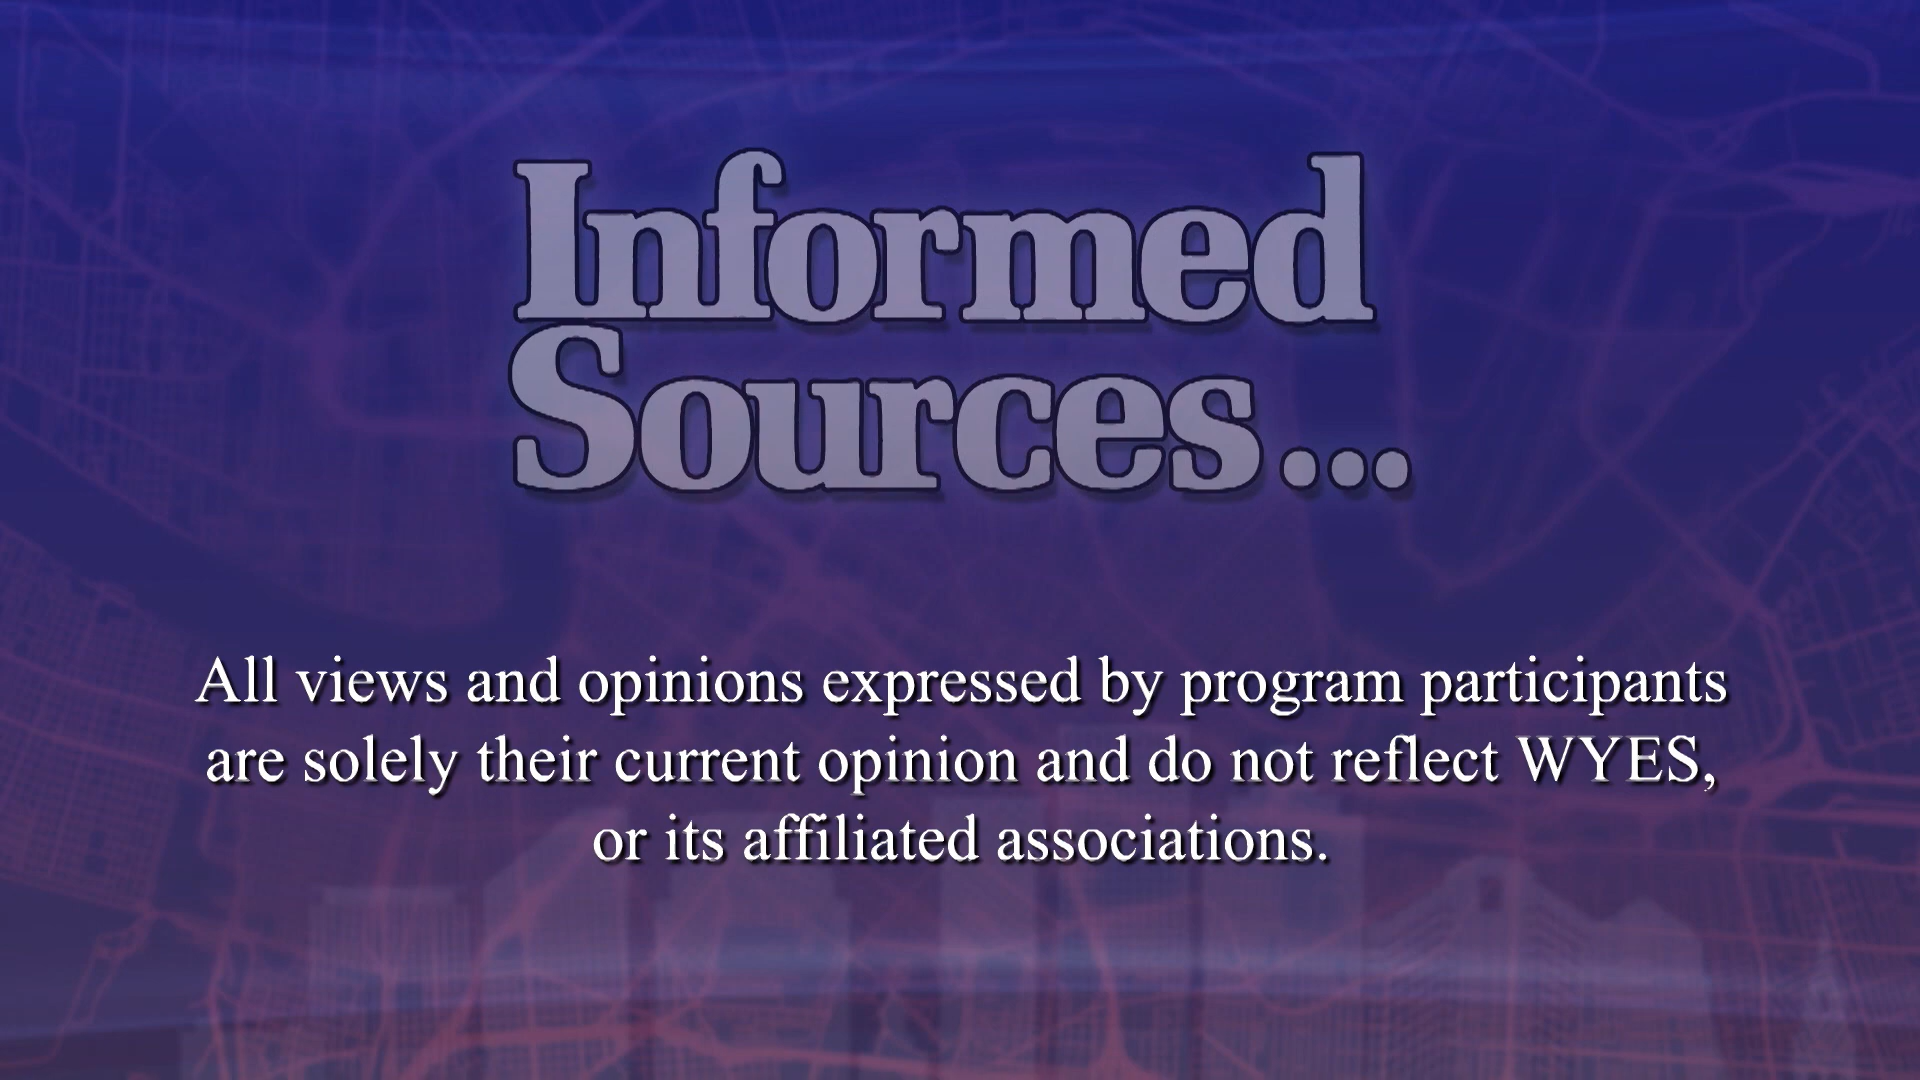 Informed
Sources...
All views and opinions expressed by program participants
are solely their current opinion and do not reflect WYES,
or its affiliated associations.